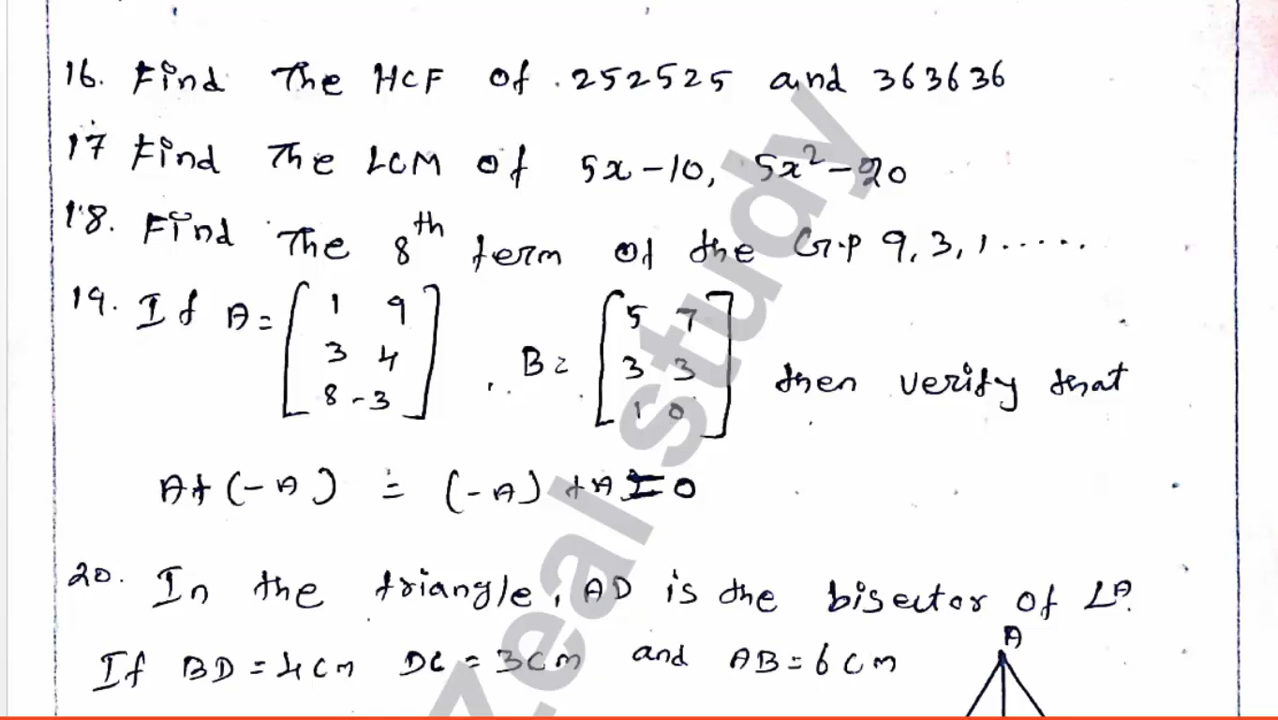 16. Find The HCF of 252525 and 363636
17 Find The LCM of 5x-10, 5x²-20
18. Find The 8th term of the G.P 9, 3, 1 .....
19. If A = [1 9
3 4
8 -3] , B = [5 7
3 3
1 0] then verify that
A+(-A) = (-A)+A = 0
20. In the triangle, AD is the bisector of ∠A.
If BD = 4cm DC = 3cm and AB = 6cm
A
Zeal study